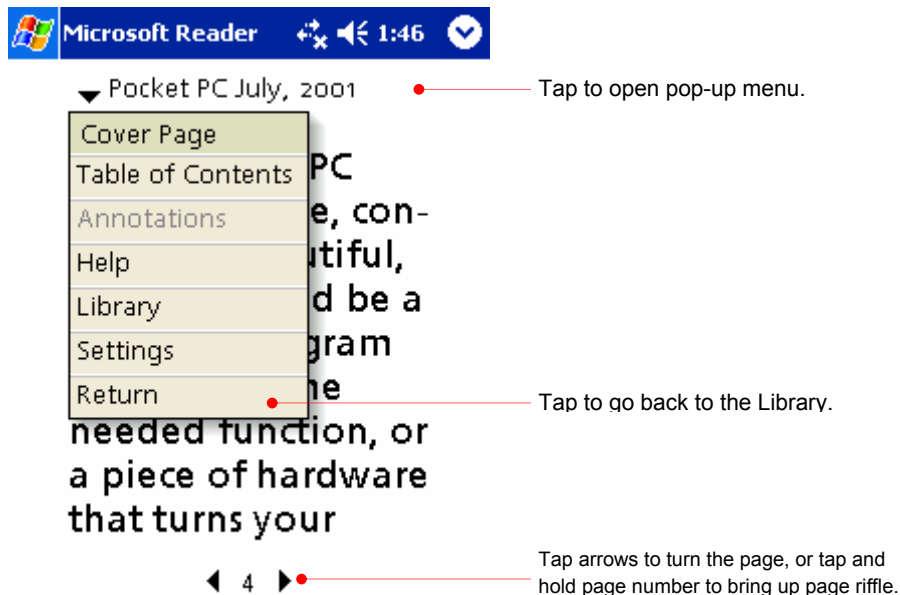 Microsoft Reader 1:46
Pocket PC July, 2001
Tap to open pop-up menu.
Cover Page
Table of Contents
PC
Annotations
e, con-
Help
utiful,
Library
d be a
Settings
gram
Return
ne
Tap to go back to the Library.
needed function, or
a piece of hardware
that turns your
4
Tap arrows to turn the page, or tap and
hold page number to bring up page riffle.